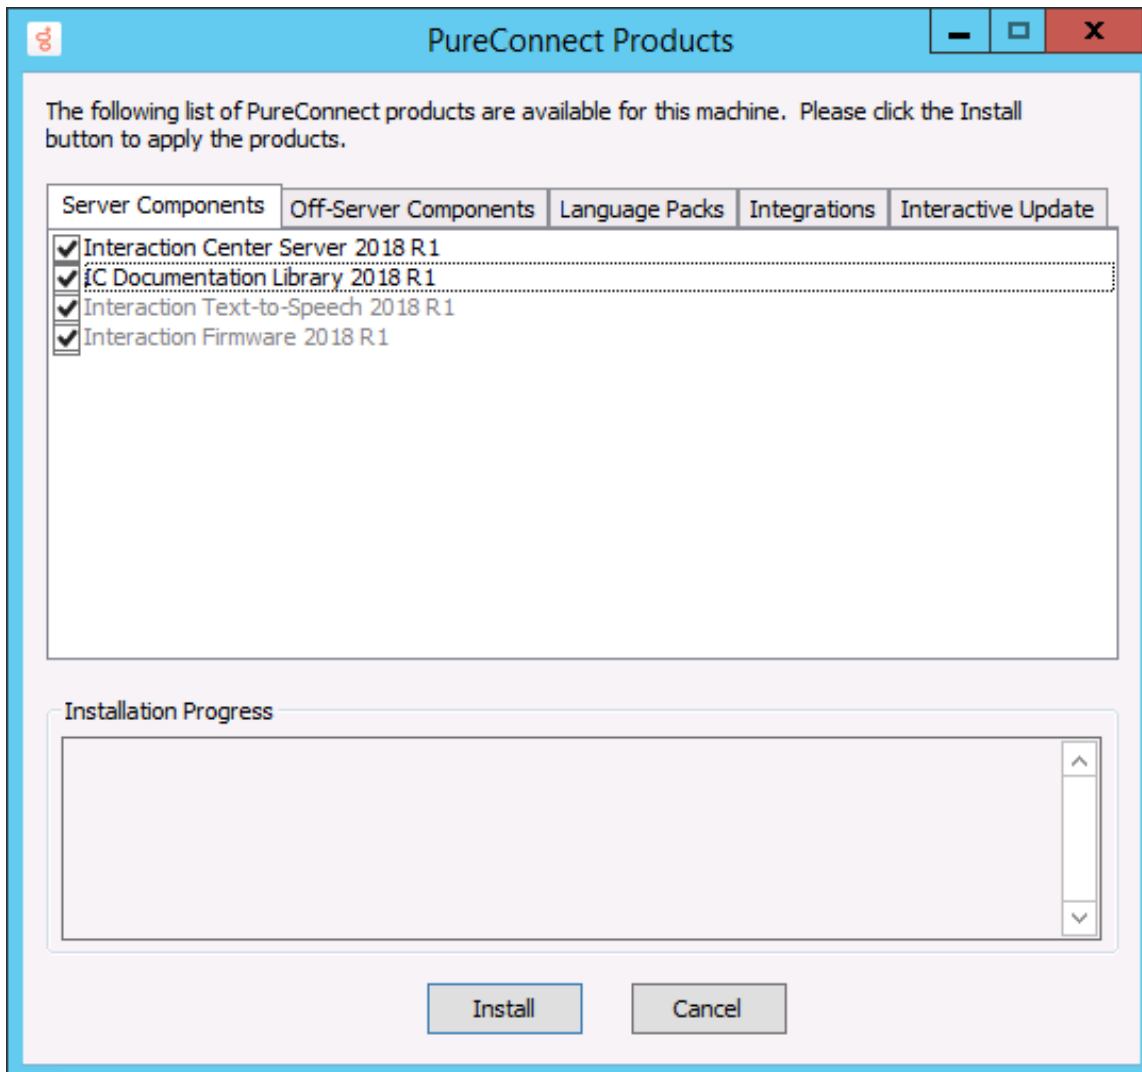 PureConnect Products
The following list of PureConnect products are available for this machine.  Please click the Install
button to apply the products.
Server Components
Off-Server Components
Language Packs
Integrations
Interactive Update
Interaction Center Server 2018 R1
IC Documentation Library 2018 R1
Interaction Text-to-Speech 2018 R1
Interaction Firmware 2018 R1
Installation Progress
Install
Cancel